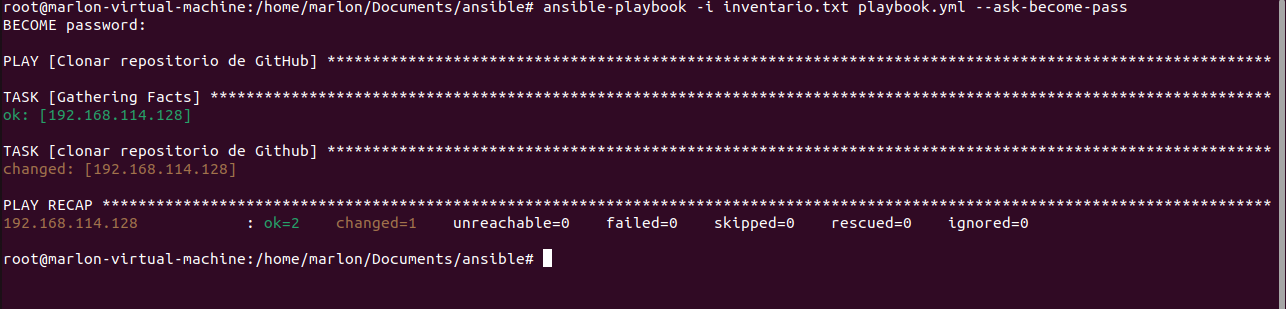 root@marlon-virtual-machine:/home/marlon/Documents/ansible# ansible-playbook -i inventario.txt playbook.yml --ask-become-pass
BECOME password:
PLAY [Clonar repositorio de GitHub] *********************************************************************************************************
TASK [Gathering Facts] **********************************************************************************************************************
ok: [192.168.114.128]
TASK [clonar repositorio de Github] *********************************************************************************************************
changed: [192.168.114.128]
PLAY RECAP **********************************************************************************************************************************
192.168.114.128            : ok=2    changed=1    unreachable=0    failed=0    skipped=0    rescued=0    ignored=0
root@marlon-virtual-machine:/home/marlon/Documents/ansible#